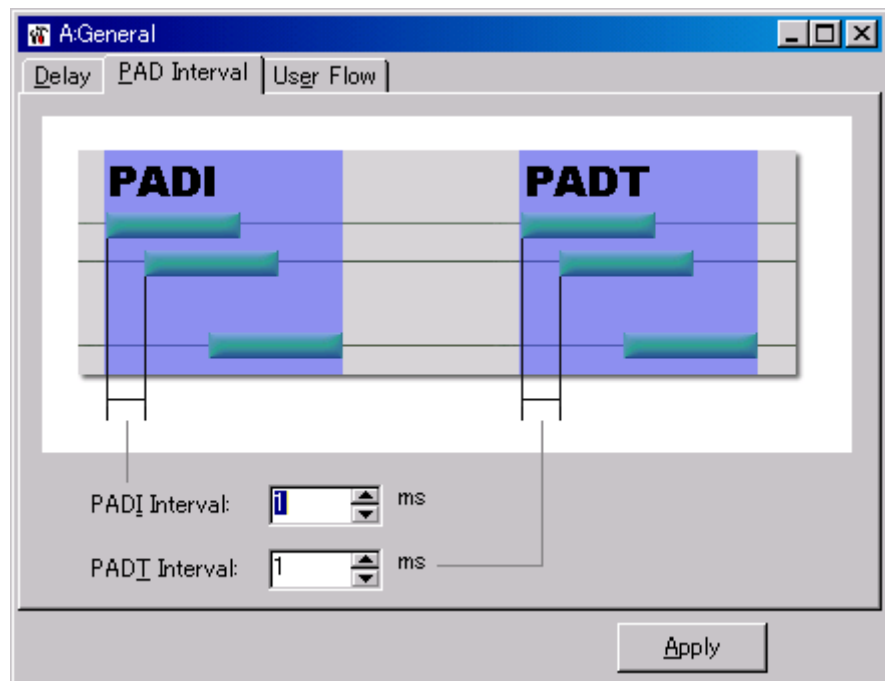 A:General
Delay PAD Interval User Flow
PADI PADT
PADI Interval: 1 ms
PADT Interval: 1 ms
Apply